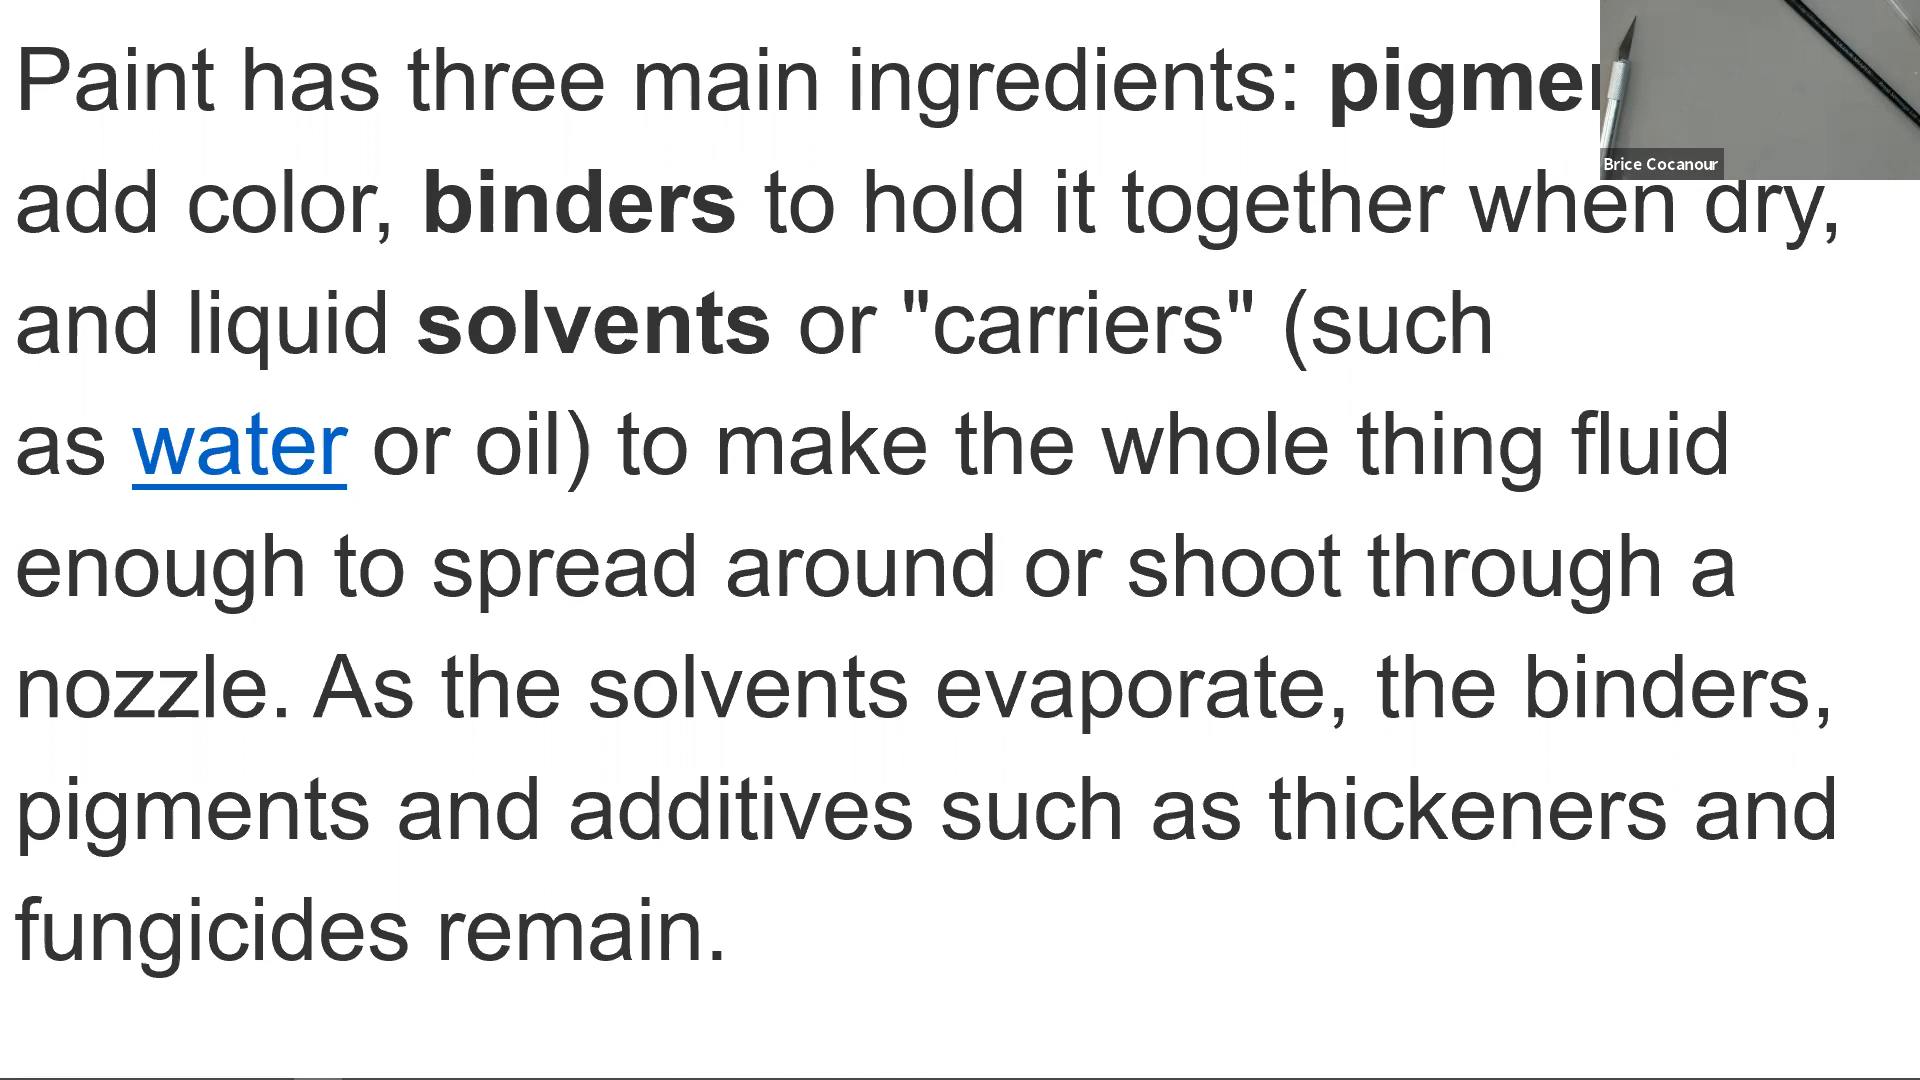 Paint has three main ingredients:
add color, binders to hold it together when dry,
and liquid solvents or "carriers" (such
as water or oil) to make the whole thing fluid
enough to spread around or shoot through a
nozzle. As the solvents evaporate, the binders,
pigments and additives such as thickeners and
fungicides remain.
Brice Cocanour